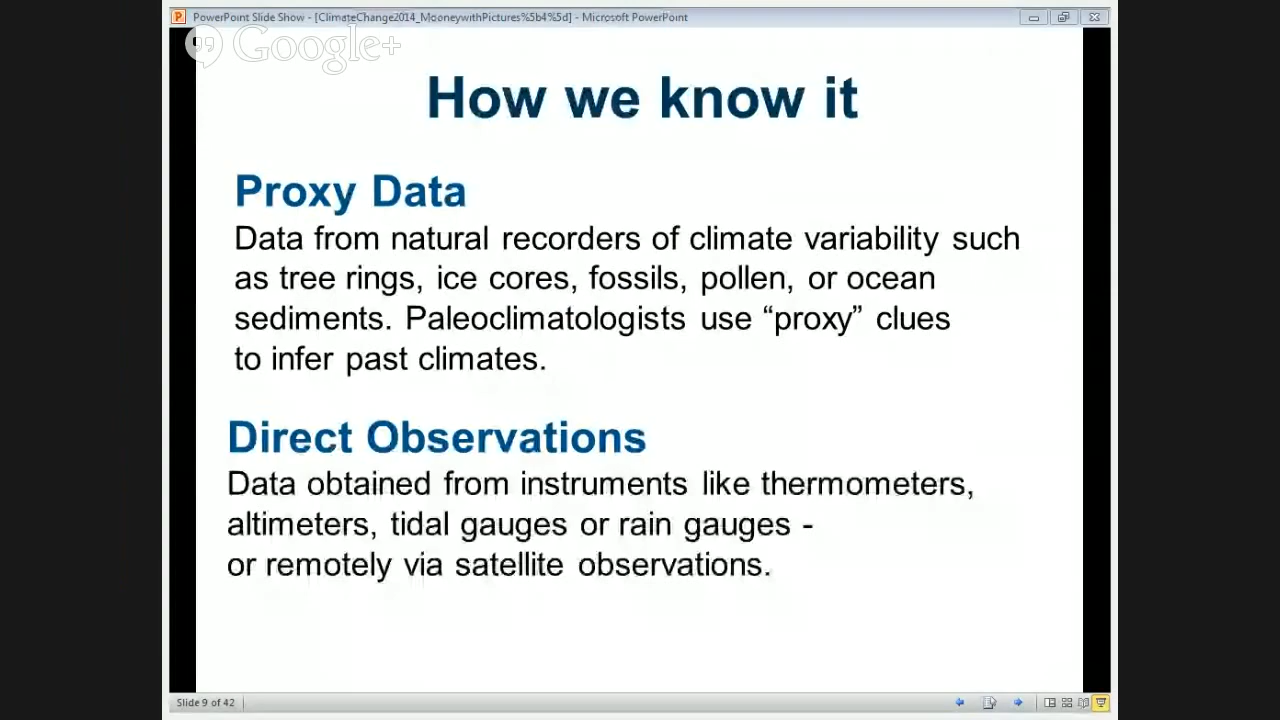 PowerPoint Slide Show - [ClimateChange2014_MooneywithPictures%5b4%5d] - Microsoft PowerPoint
Google+
How we know it
Proxy Data
Data from natural recorders of climate variability such
as tree rings, ice cores, fossils, pollen, or ocean
sediments. Paleoclimatologists use “proxy” clues
to infer past climates.
Direct Observations
Data obtained from instruments like thermometers,
altimeters, tidal gauges or rain gauges -
or remotely via satellite observations.
Slide 9 of 42